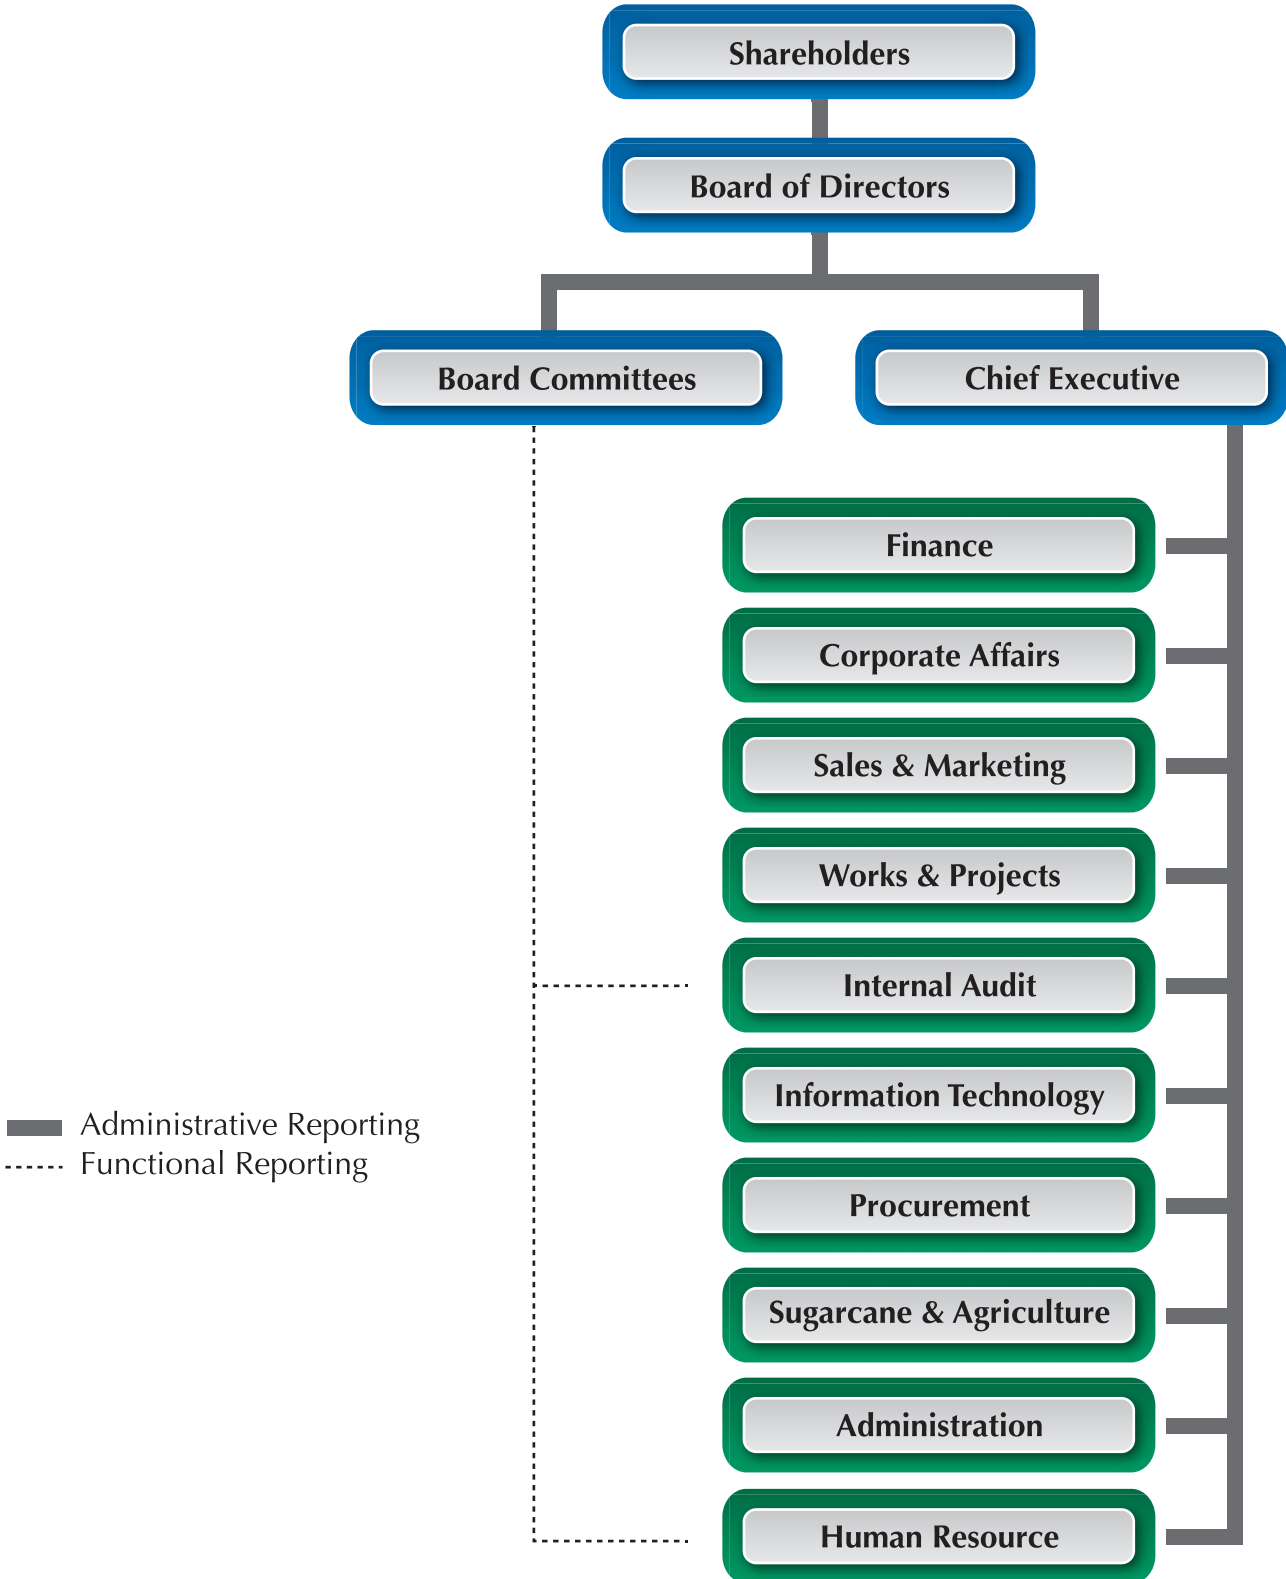 Shareholders
Board of Directors
Board Committees
Chief Executive
Finance
Corporate Affairs
Sales & Marketing
Works & Projects
Internal Audit
Information Technology
Administrative Reporting
Functional Reporting
Procurement
Sugarcane & Agriculture
Administration
Human Resource